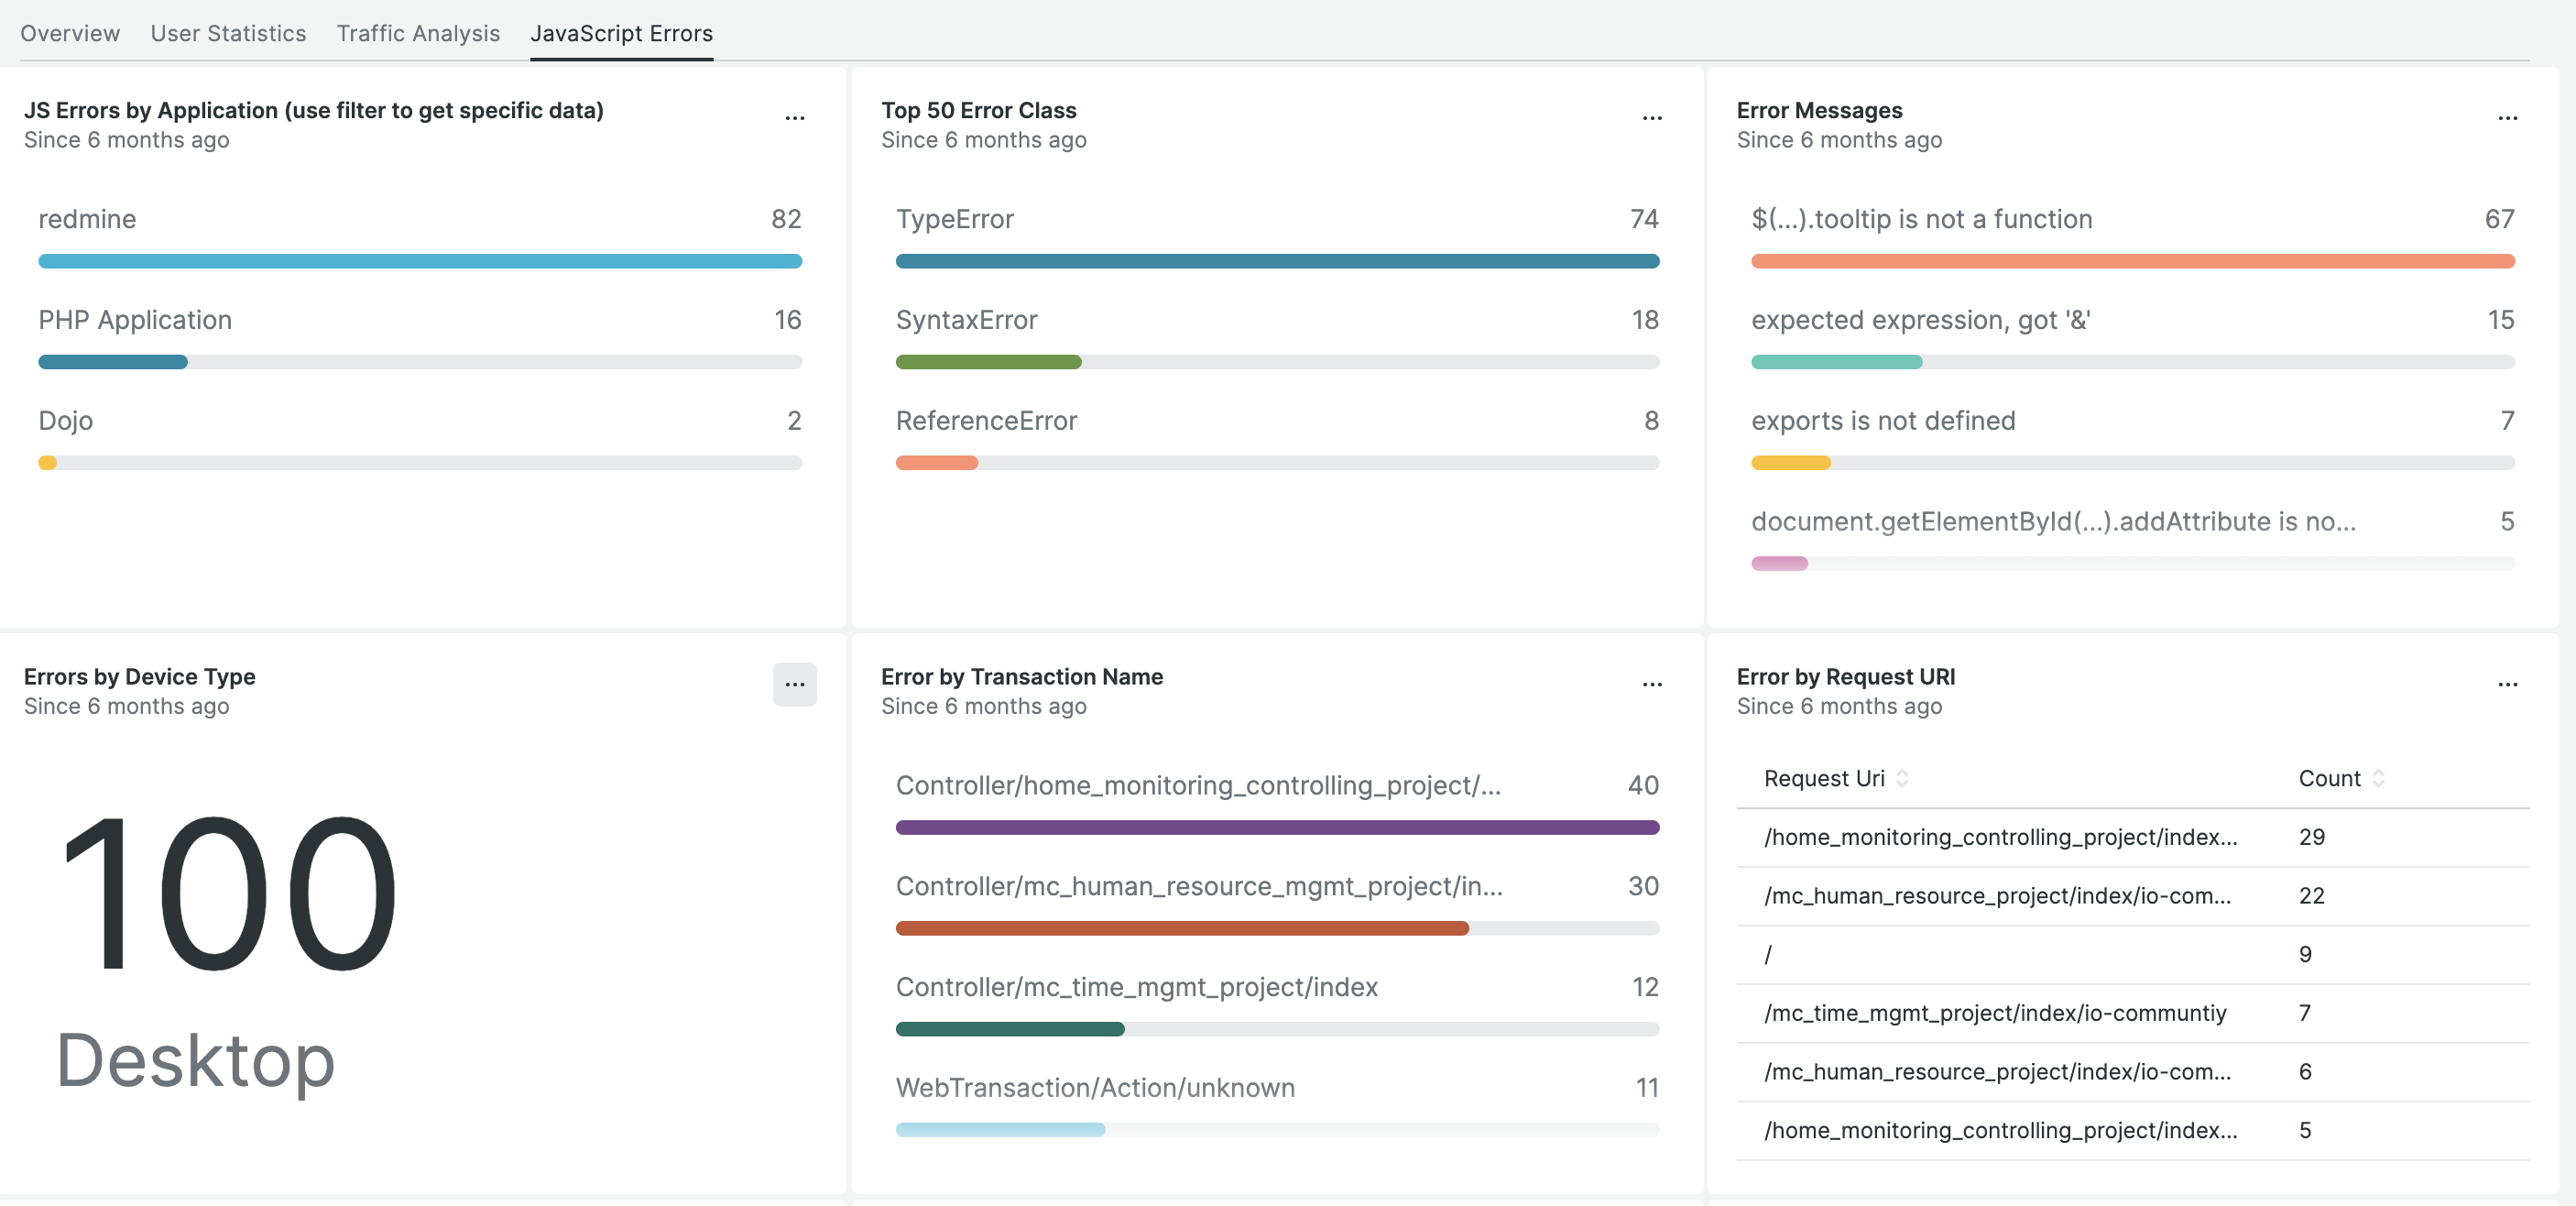 Overview User Statistics Traffic Analysis JavaScript Errors
JS Errors by Application (use filter to get specific data)
Since 6 months ago
...
redmine 82
PHP Application 16
Dojo 2
Top 50 Error Class
Since 6 months ago
...
TypeError 74
SyntaxError 18
ReferenceError 8
Error Messages
Since 6 months ago
...
$(...).tooltip is not a function 67
expected expression, got '&' 15
exports is not defined 7
document.getElementById(...).addAttribute is no... 5
Errors by Device Type
Since 6 months ago
...
100
Desktop
Error by Transaction Name
Since 6 months ago
...
Controller/home_monitoring_controlling_project/... 40
Controller/mc_human_resource_mgmt_project/in... 30
Controller/mc_time_mgmt_project/index 12
WebTransaction/Action/unknown 11
Error by Request URI
Since 6 months ago
...
Request Uri Count
/home_monitoring_controlling_project/index... 29
/mc_human_resource_project/index/io-com... 22
/ 9
/mc_time_mgmt_project/index/io-communtiy 7
/mc_human_resource_project/index/io-com... 6
/home_monitoring_controlling_project/index... 5